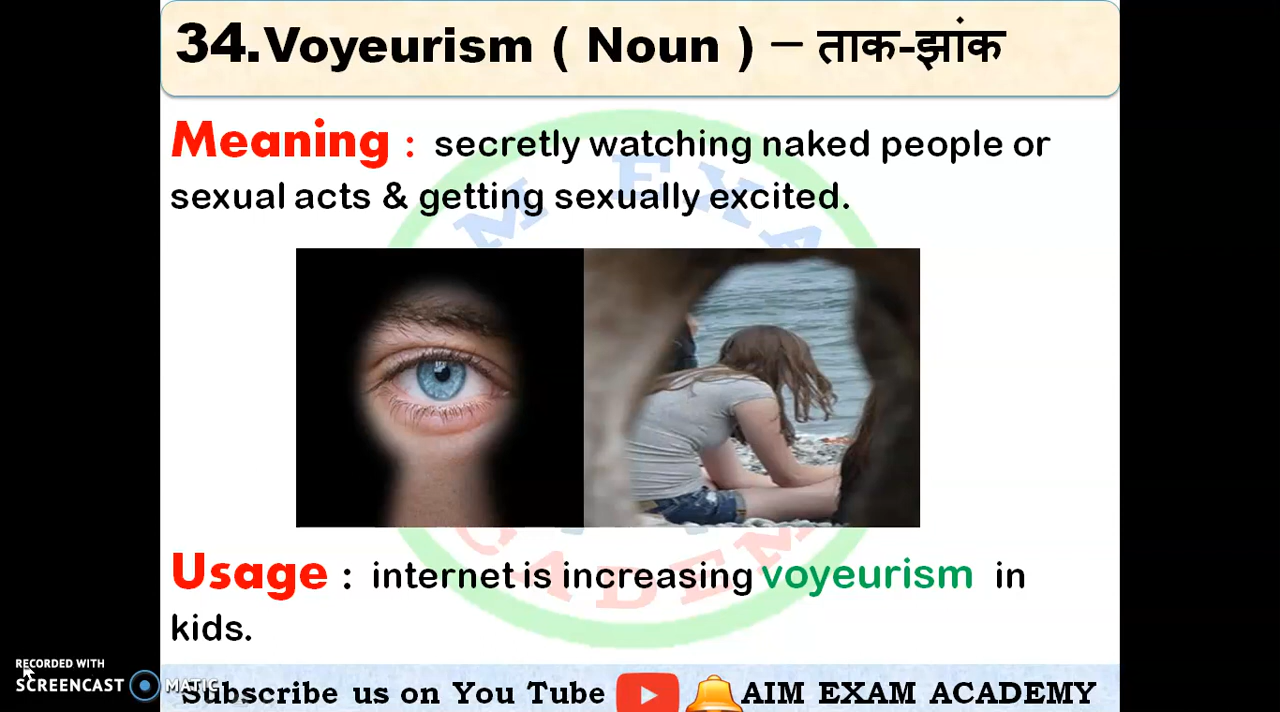 34.Voyeurism ( Noun ) – ताक-झांक
Meaning : secretly watching naked people or
sexual acts & getting sexually excited.
Usage : internet is increasing voyeurism in
kids.
RECORDED WITH
SCREENCAST MATIC
Subscribe us on You Tube AIM EXAM ACADEMY